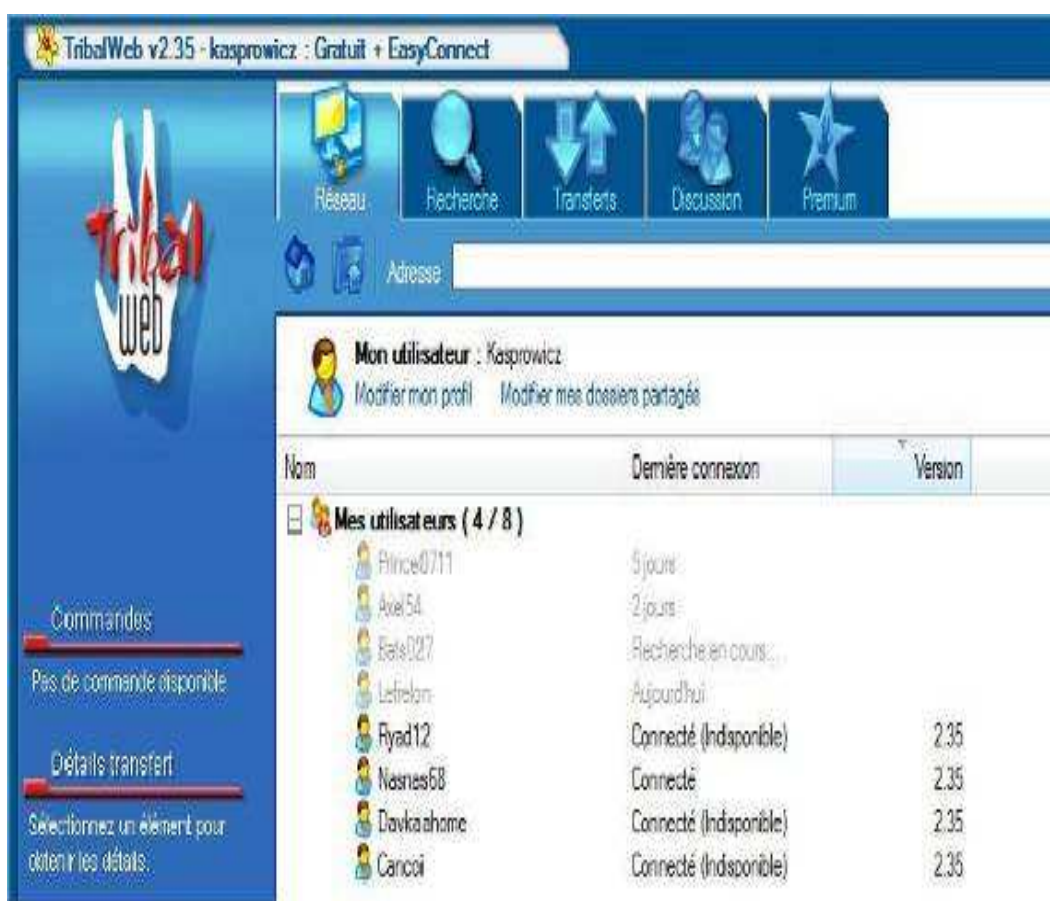 TribalWeb v2.35 - kasprowicz : Gratuit + EasyConnect
Tribal
web
Réseau Recherche Transferts Discussion Premium
Adresse
Mon utilisateur : Kasprowicz
Modifier mon profil Modifier mes dossiers partagés
Nom Dernière connexion Version
Mes utilisateurs ( 4 / 8 )
Prince0711 5 jours
Axel54 2 jours
Bats027 Recherche en cours...
Lefrelon Aujourd'hui
Ryad12 Connecté (Indisponible) 2.35
Nasnes68 Connecté 2.35
Davkaahome Connecté (Indisponible) 2.35
Cancoi Connecté (Indisponible) 2.35
Commandes
Pas de commande disponible
Détails transfert
Sélectionnez un élément pour
obtenir les détails.